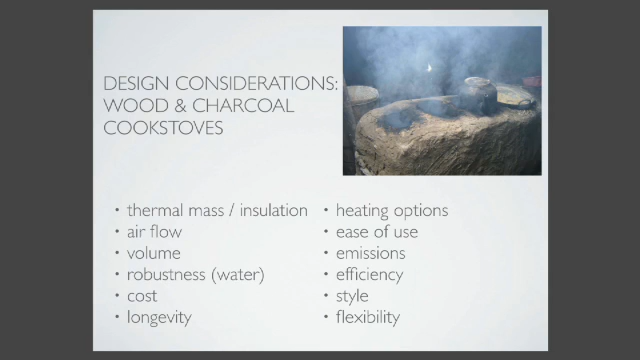 DESIGN CONSIDERATIONS:
WOOD & CHARCOAL
COOKSTOVES
• thermal mass / insulation
• air flow
• volume
• robustness (water)
• cost
• longevity
• heating options
• ease of use
• emissions
• efficiency
• style
• flexibility